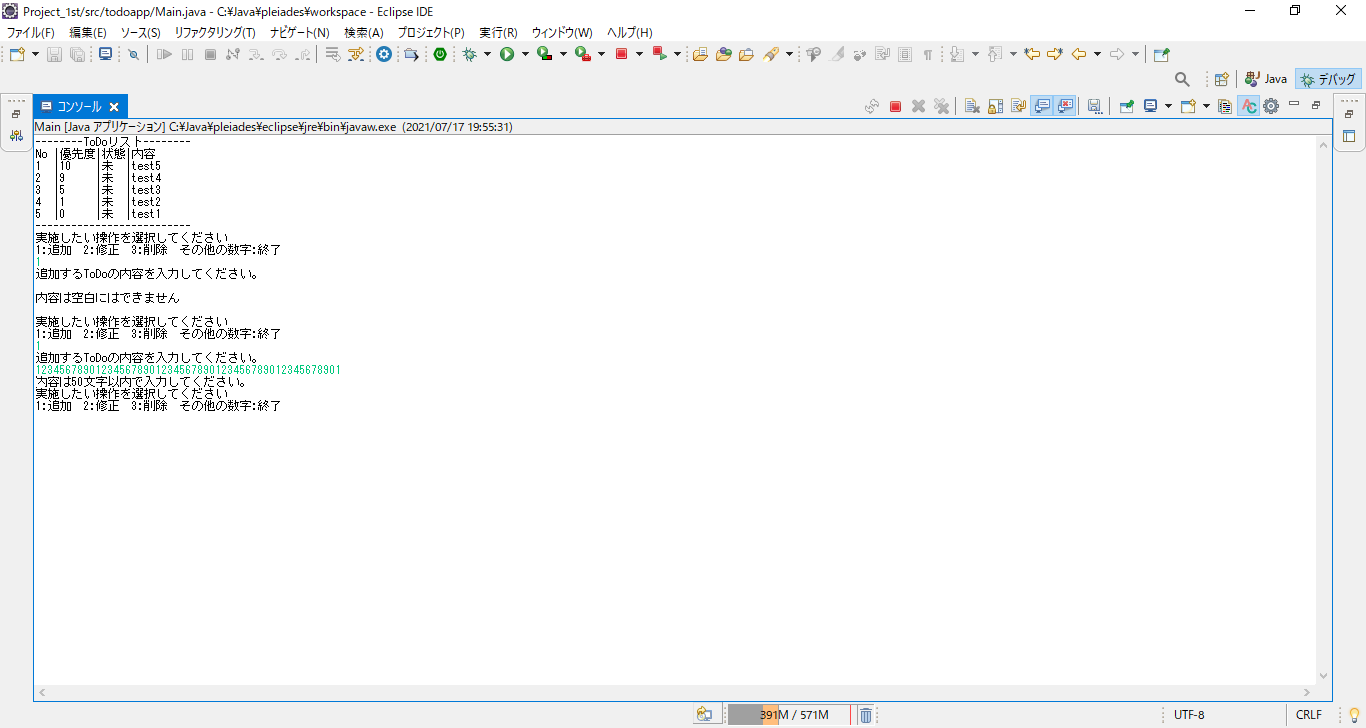 Project_1st/src/todoapp/Main.java - C:¥Java¥pleiades¥workspace - Eclipse IDE
ファイル(F) 編集(E) ソース(S) リファクタリング(T) ナビゲート(N) 検索(A) プロジェクト(P) 実行(R) ウィンドウ(W) ヘルプ(H)
Java デバッグ
コンソール
Main [Java アプリケーション] C:¥Java¥pleiades¥eclipse¥jre¥bin¥javaw.exe (2021/07/17 19:55:31)
--------ToDoリスト--------
No |優先度|状態|内容
1 |10 |未 |test5
2 |9 |未 |test4
3 |5 |未 |test3
4 |1 |未 |test2
5 |0 |未 |test1
--------------------------
実施したい操作を選択してください
1:追加 2:修正 3:削除 その他の数字:終了
1
追加するToDoの内容を入力してください。
内容は空白にはできません
実施したい操作を選択してください
1:追加 2:修正 3:削除 その他の数字:終了
1
追加するToDoの内容を入力してください。
123456789012345678901234567890123456789012345678901
内容は50文字以内で入力してください。
実施したい操作を選択してください
1:追加 2:修正 3:削除 その他の数字:終了
391M / 571M UTF-8 CRLF